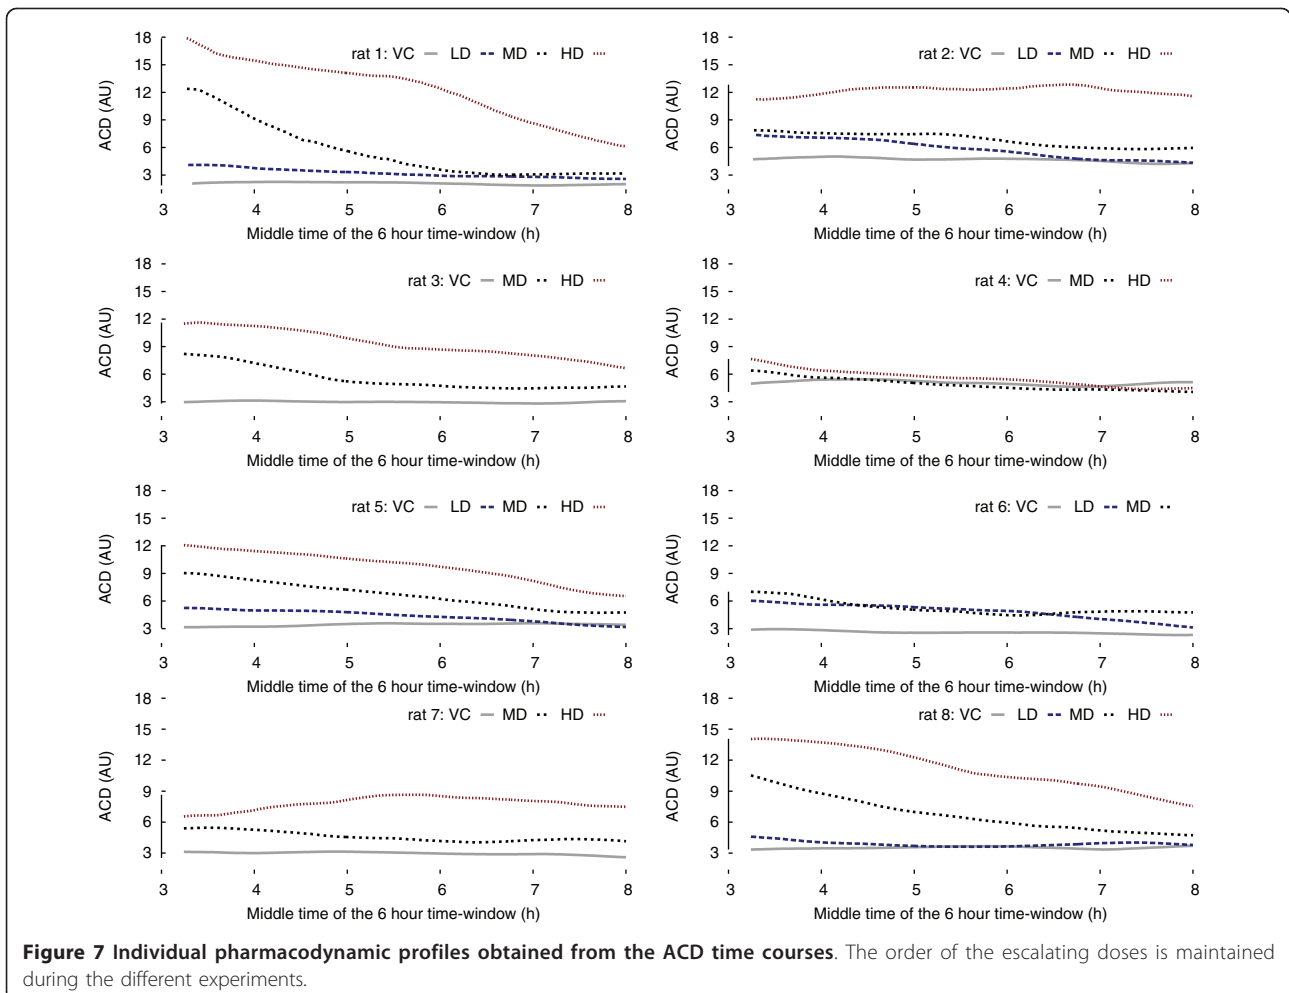 rat 1: VC LD MD HD
18
15
12
9
6
3
ACD (AU)
3 4 5 6 7 8
Middle time of the 6 hour time-window (h)
rat 2: VC LD MD HD
18
15
12
9
6
3
ACD (AU)
3 4 5 6 7 8
Middle time of the 6 hour time-window (h)
rat 3: VC MD HD
18
15
12
9
6
3
ACD (AU)
3 4 5 6 7 8
Middle time of the 6 hour time-window (h)
rat 4: VC MD HD
18
15
12
9
6
3
ACD (AU)
3 4 5 6 7 8
Middle time of the 6 hour time-window (h)
rat 5: VC LD MD HD
18
15
12
9
6
3
ACD (AU)
3 4 5 6 7 8
Middle time of the 6 hour time-window (h)
rat 6: VC LD MD
18
15
12
9
6
3
ACD (AU)
3 4 5 6 7 8
Middle time of the 6 hour time-window (h)
rat 7: VC MD HD
18
15
12
9
6
3
ACD (AU)
3 4 5 6 7 8
Middle time of the 6 hour time-window (h)
rat 8: VC LD MD HD
18
15
12
9
6
3
ACD (AU)
3 4 5 6 7 8
Middle time of the 6 hour time-window (h)
Figure 7 Individual pharmacodynamic profiles obtained from the ACD time courses. The order of the escalating doses is maintained
during the different experiments.